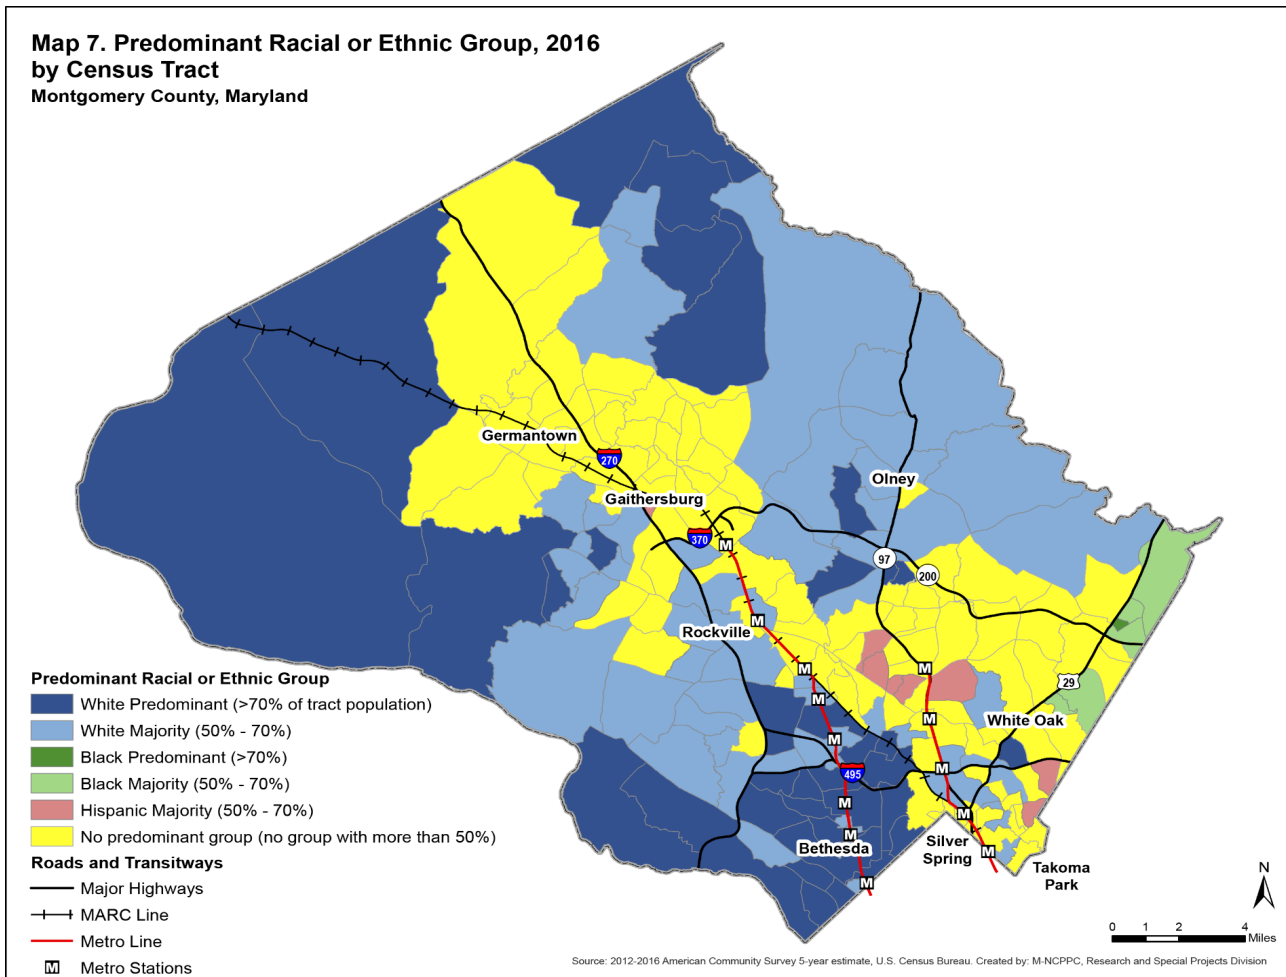 Map 7. Predominant Racial or Ethnic Group, 2016
by Census Tract
Montgomery County, Maryland
Germantown
270
Gaithersburg
370
M
Olney
97
200
Rockville
M
M
M
M
29
White Oak
M
M
M
495
M
M
M
Bethesda
M
Silver
Spring
M
Takoma
Park
M
Predominant Racial or Ethnic Group
White Predominant (>70% of tract population)
White Majority (50% - 70%)
Black Predominant (>70%)
Black Majority (50% - 70%)
Hispanic Majority (50% - 70%)
No predominant group (no group with more than 50%)
Roads and Transitways
Major Highways
MARC Line
Metro Line
M Metro Stations
N
0 1 2 4
Miles
Source: 2012-2016 American Community Survey 5-year estimate, U.S. Census Bureau. Created by: M-NCPPC, Research and Special Projects Division